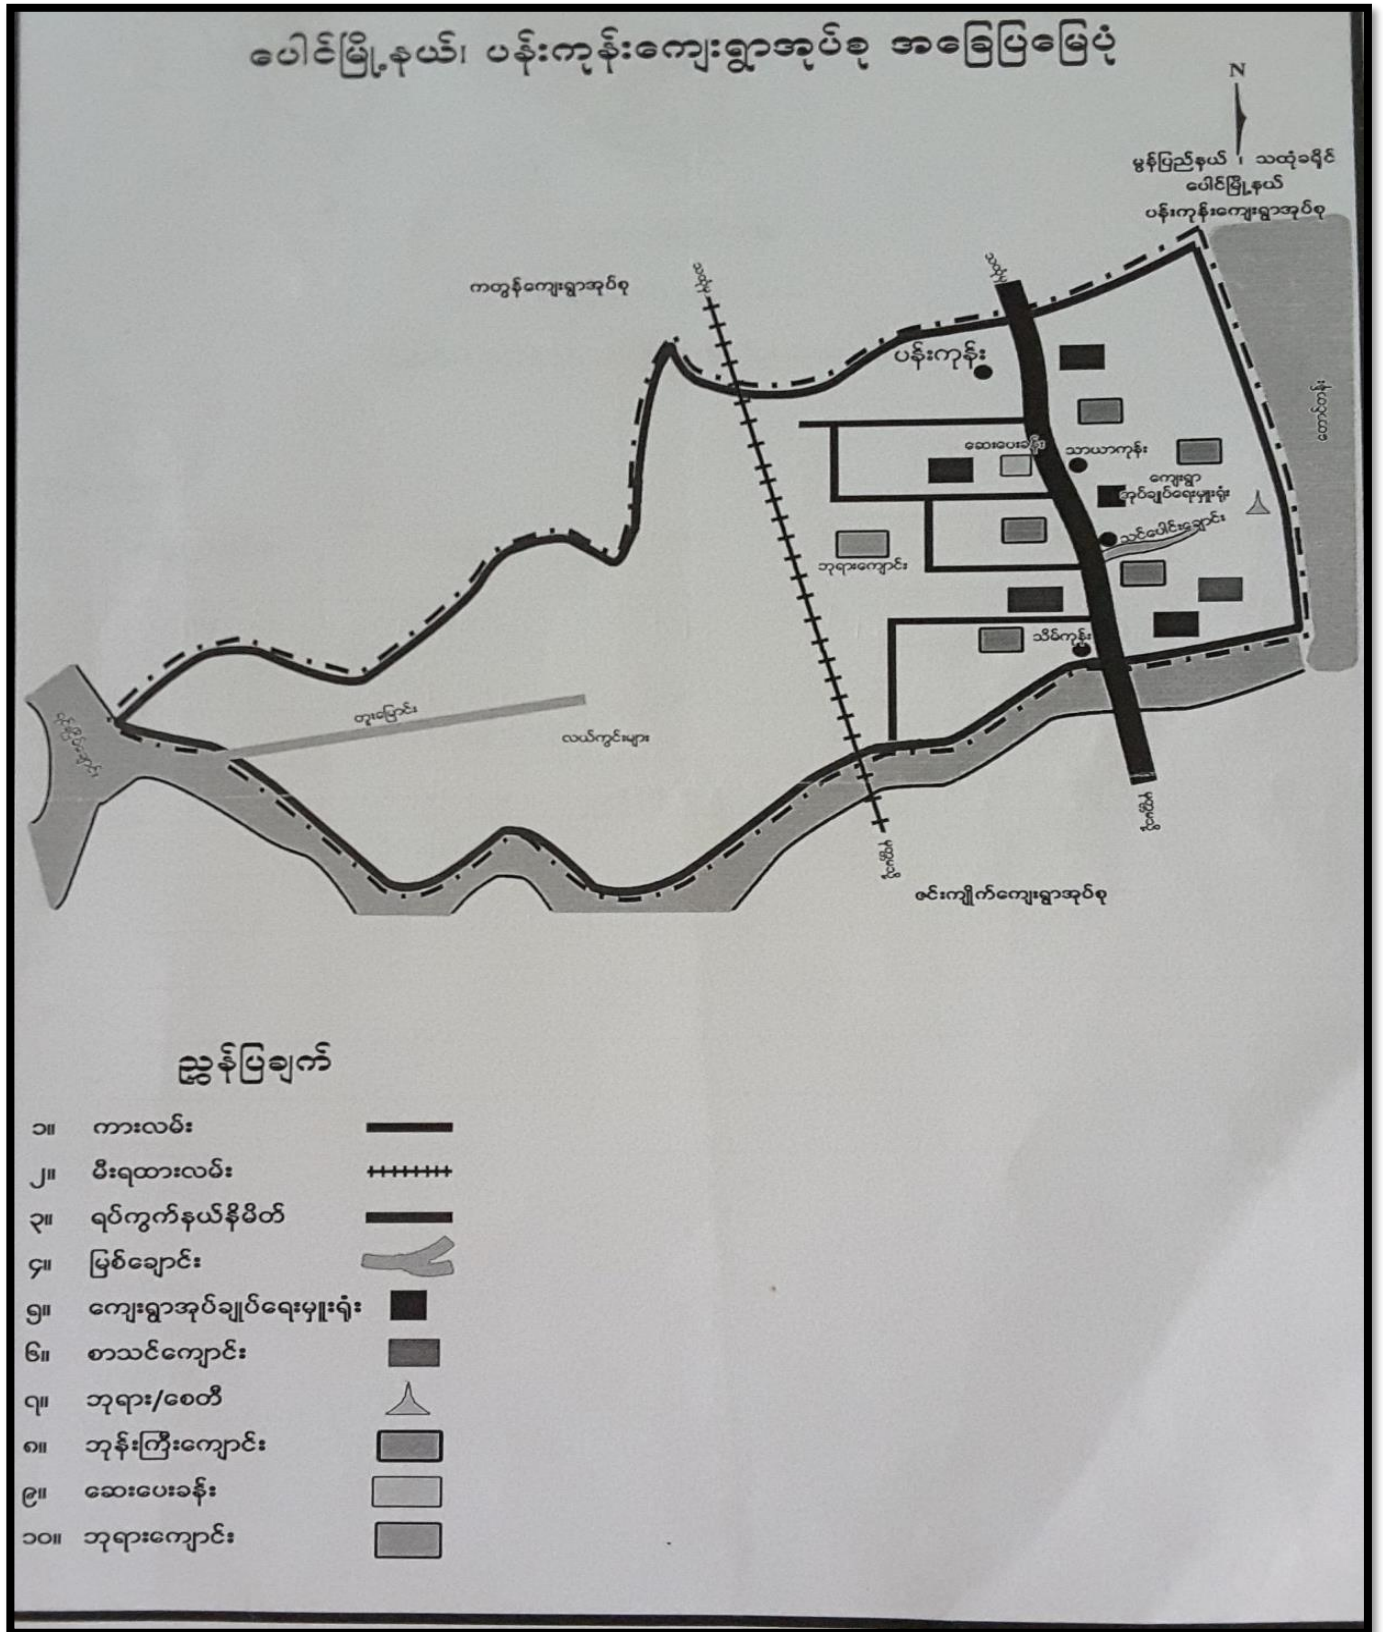 ပေါင်မြို့နယ်၊ ပန်းကုန်းကျေးရွာအုပ်စု အခြေပြမြေပုံ
N
မွန်ပြည်နယ် ၊ သထုံခရိုင်
ပေါင်မြို့နယ်
ပန်းကုန်းကျေးရွာအုပ်စု
ကတွန်ကျေးရွာအုပ်စု
ပန်းကုန်း
တောင်တန်း
ဆေးပေးခန်း
သာယာကုန်း
ကျေးရွာ
အုပ်ချုပ်ရေးမှူးရုံး
သင်ပေါင်းချောင်း
ဘုရားကျောင်း
သိမ်ကုန်း
တူးမြောင်း
လယ်ကွင်းများ
ဇင်းကျိုက်ကျေးရွာအုပ်စု
ညွှန်ပြချက်
၁။ ကားလမ်း
၂။ မီးရထားလမ်း
၃။ ရပ်ကွက်နယ်နိမိတ်
၄။ မြစ်ချောင်း
၅။ ကျေးရွာအုပ်ချုပ်ရေးမှူးရုံး
၆။ စာသင်ကျောင်း
၇။ ဘုရား/စေတီ
၈။ ဘုန်းကြီးကျောင်း
၉။ ဆေးပေးခန်း
၁၀။ ဘုရားကျောင်း